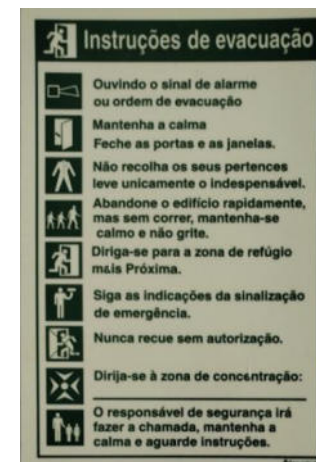 Instruções de evacuação
Ouvindo o sinal de alarme
ou ordem de evacuação
Mantenha a calma
Feche as portas e as janelas.
Não recolha os seus pertences
leve unicamente o indespensável.
Abandone o edifício rapidamente,
mas sem correr, mantenha-se
calmo e não grite.
Diriga-se para a zona de refúgio
mais Próxima.
Siga as indicações da sinalização
de emergência.
Nunca recue sem autorização.
Dirija-se à zona de concentração:
O responsável de segurança irá
fazer a chamada, mantenha a
calma e aguarde instruções.